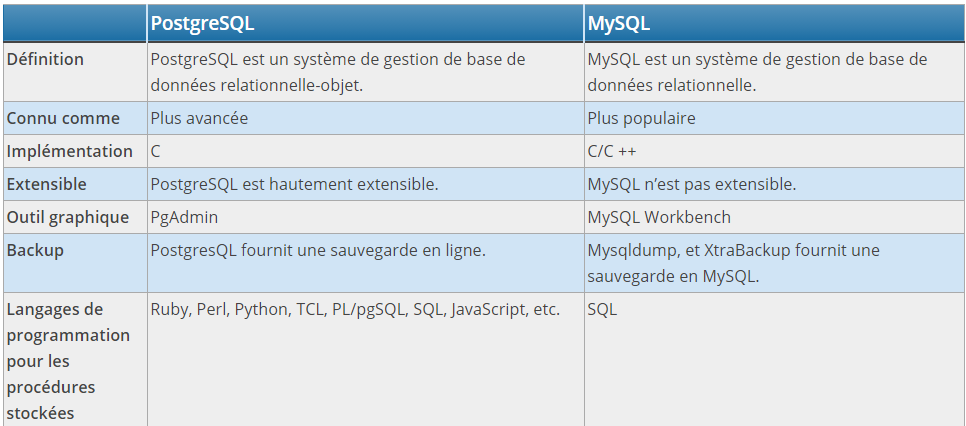 PostgreSQL MySQL
Définition PostgreSQL est un système de gestion de base de MySQL est un système de gestion de base de
données relationnelle-objet. données relationnelle.
Connu comme Plus avancée Plus populaire
Implémentation C C/C ++
Extensible PostgreSQL est hautement extensible. MySQL n’est pas extensible.
Outil graphique PgAdmin MySQL Workbench
Backup PostgresQL fournit une sauvegarde en ligne. Mysqldump, et XtraBackup fournit une
sauvegarde en MySQL.
Langages de Ruby, Perl, Python, TCL, PL/pgSQL, SQL, JavaScript, etc. SQL
programmation
pour les
procédures
stockées